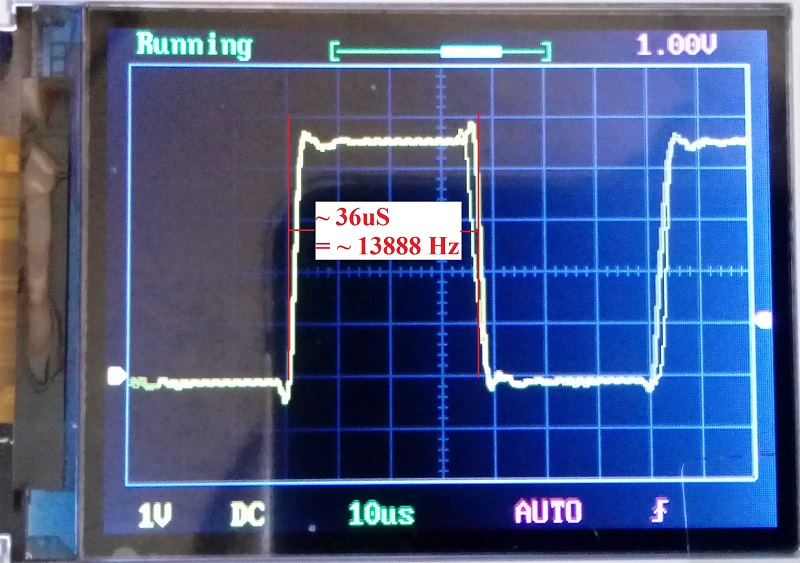 Running 1.00V
~ 36uS
= ~ 13888 Hz
1V DC 10us AUTO